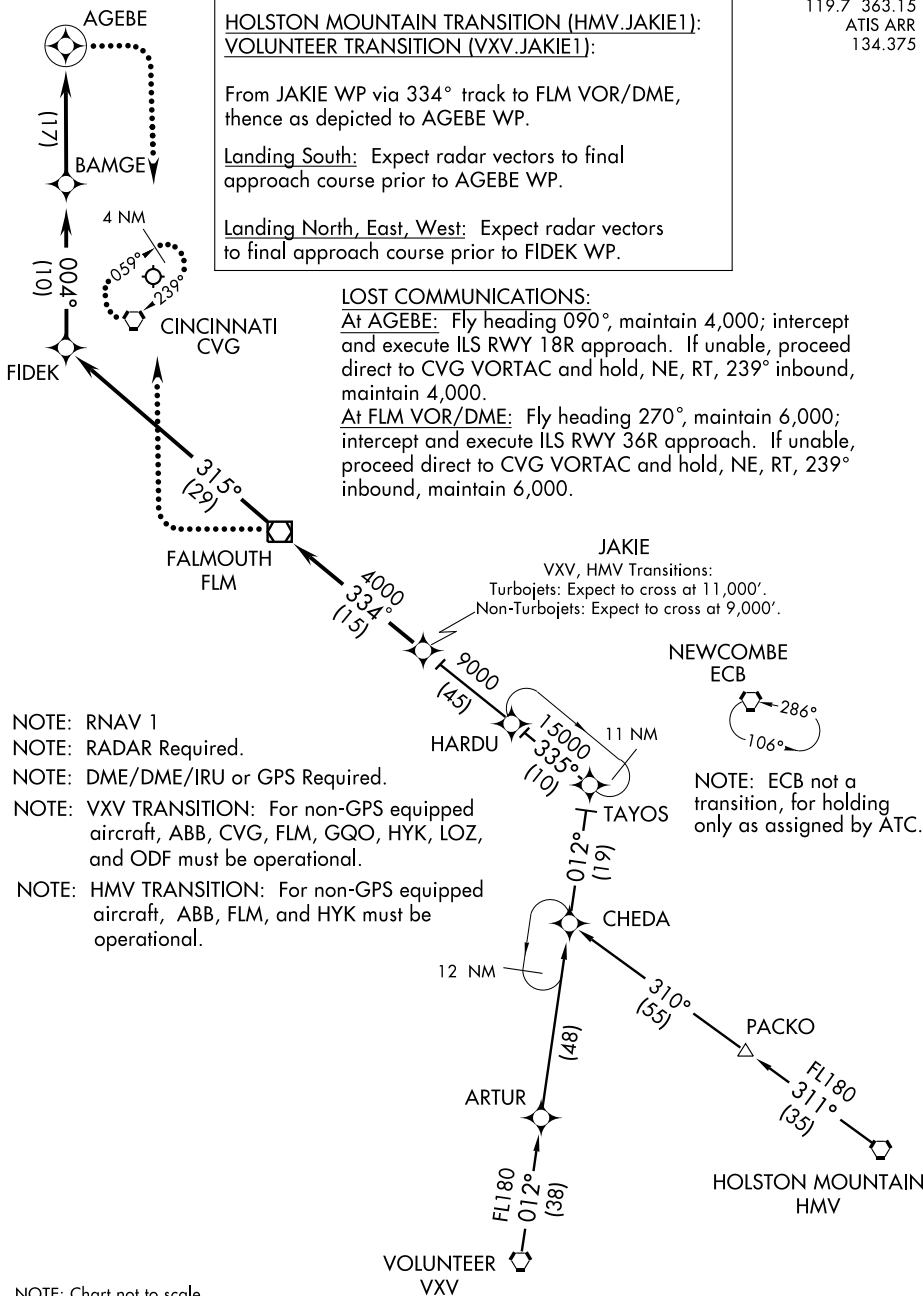 AGEBE
HOLSTON MOUNTAIN TRANSITION (HMV.JAKIE1):
VOLUNTEER TRANSITION (VXV.JAKIE1):
From JAKIE WP via 334° track to FLM VOR/DME,
thence as depicted to AGEBE WP.
Landing South: Expect radar vectors to final
approach course prior to AGEBE WP.
Landing North, East, West: Expect radar vectors
to final approach course prior to FIDEK WP.
119.7 363.15
ATIS ARR
134.375
(17)
BAMGE
4 NM
059°
239°
004°
(10)
CINCINNATI
CVG
FIDEK
LOST COMMUNICATIONS:
At AGEBE: Fly heading 090°, maintain 4,000; intercept
and execute ILS RWY 18R approach. If unable, proceed
direct to CVG VORTAC and hold, NE, RT, 239° inbound,
maintain 4,000.
At FLM VOR/DME: Fly heading 270°, maintain 6,000;
intercept and execute ILS RWY 36R approach. If unable,
proceed direct to CVG VORTAC and hold, NE, RT, 239°
inbound, maintain 6,000.
315°
(29)
FALMOUTH
FLM
JAKIE
VXV, HMV Transitions:
Turbojets: Expect to cross at 11,000'.
Non-Turbojets: Expect to cross at 9,000'.
4000
334°
(15)
9000
(45)
HARDU
15000
335°
(10)
11 NM
TAYOS
NEWCOMBE
ECB
286°
106°
NOTE: ECB not a
transition, for holding
only as assigned by ATC.
NOTE: RNAV 1
NOTE: RADAR Required.
NOTE: DME/DME/IRU or GPS Required.
NOTE: VXV TRANSITION: For non-GPS equipped
aircraft, ABB, CVG, FLM, GQO, HYK, LOZ,
and ODF must be operational.
NOTE: HMV TRANSITION: For non-GPS equipped
aircraft, ABB, FLM, and HYK must be
operational.
012°
(19)
CHEDA
12 NM
310°
(55)
PACKO
(48)
FL180
311°
(35)
ARTUR
HOLSTON MOUNTAIN
HMV
FL180
012°
(38)
VOLUNTEER
VXV
NOTE: Chart not to scale